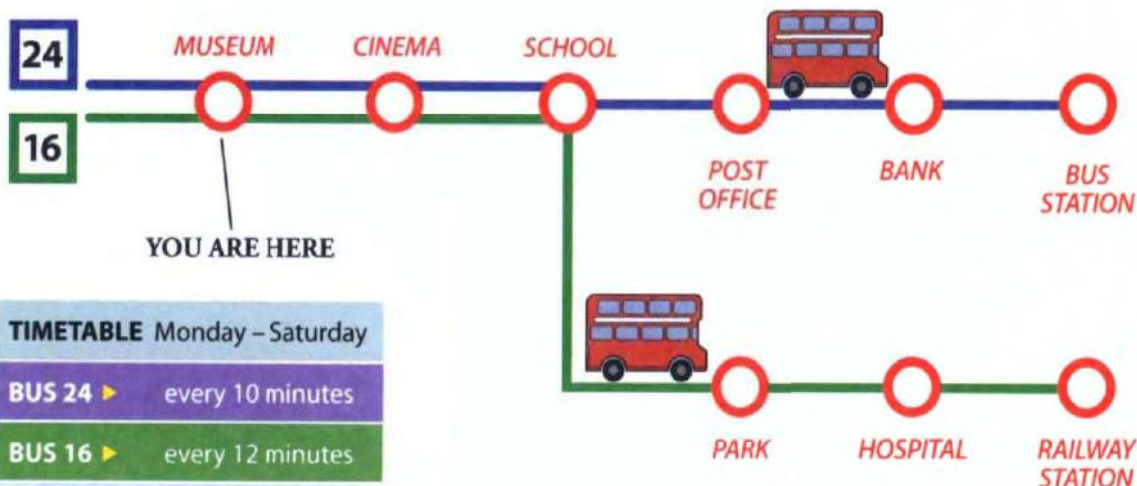 24
MUSEUM
CINEMA
SCHOOL
16
POST
OFFICE
BANK
BUS
STATION
YOU ARE HERE
TIMETABLE Monday – Saturday
BUS 24 ► every 10 minutes
BUS 16 ► every 12 minutes
PARK
HOSPITAL
RAILWAY
STATION